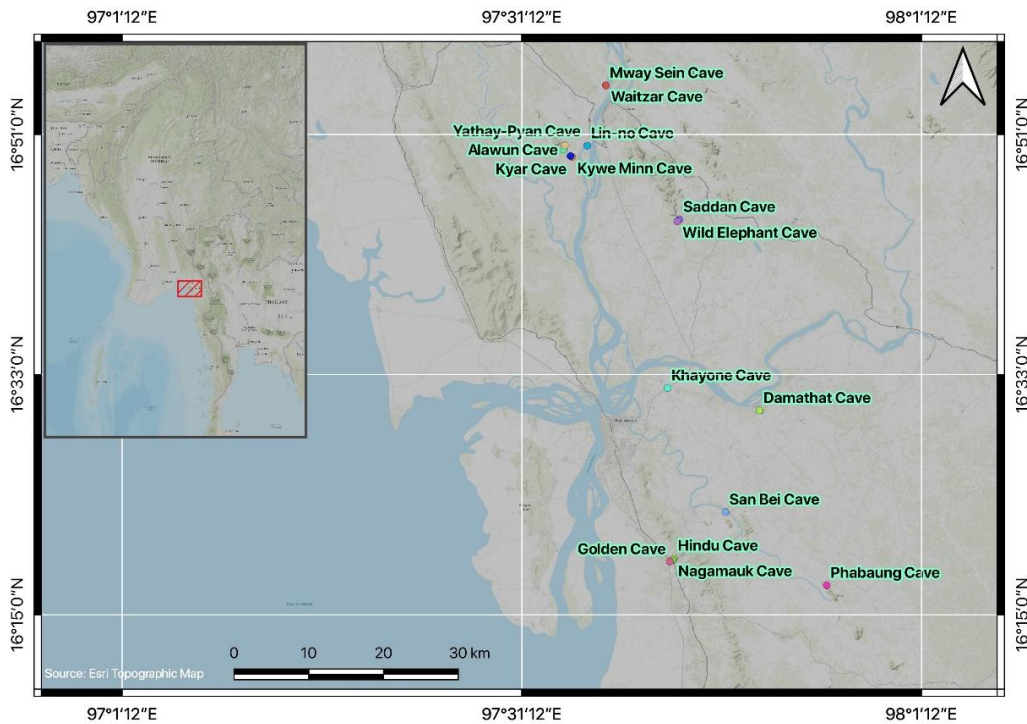 97°1'12"E 97°31'12"E 98°1'12"E
Mway Sein Cave
Waitzar Cave
16°51'0"N 16°51'0"N
Yathay-Pyan Cave Lin-no Cave
Alawun Cave
Kyar Cave Kywe Minn Cave
Saddan Cave
Wild Elephant Cave
THAILAND
16°33'0"N 16°33'0"N
Khayone Cave
Damathat Cave
San Bei Cave
Golden Cave Hindu Cave
Nagamauk Cave
Phabaung Cave
16°15'0"N 16°15'0"N
0 10 20 30 km
Source: Esri Topographic Map
97°1'12"E 97°31'12"E 98°1'12"E